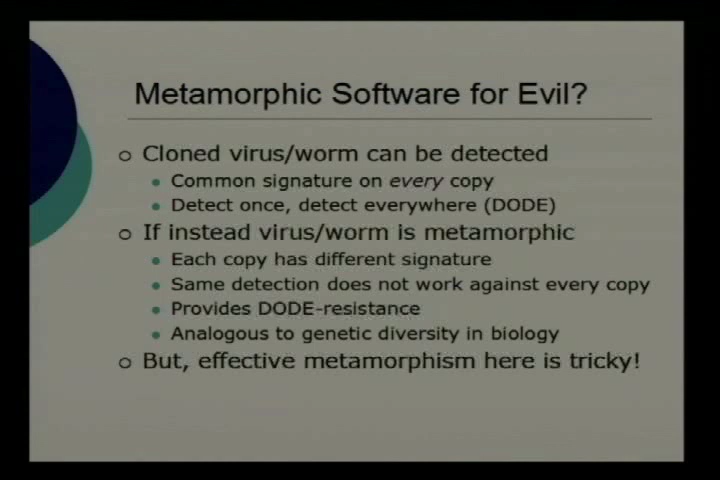 Metamorphic Software for Evil?
Cloned virus/worm can be detected
Common signature on every copy
Detect once, detect everywhere (DODE)
If instead virus/worm is metamorphic
Each copy has different signature
Same detection does not work against every copy
Provides DODE-resistance
Analogous to genetic diversity in biology
But, effective metamorphism here is tricky!